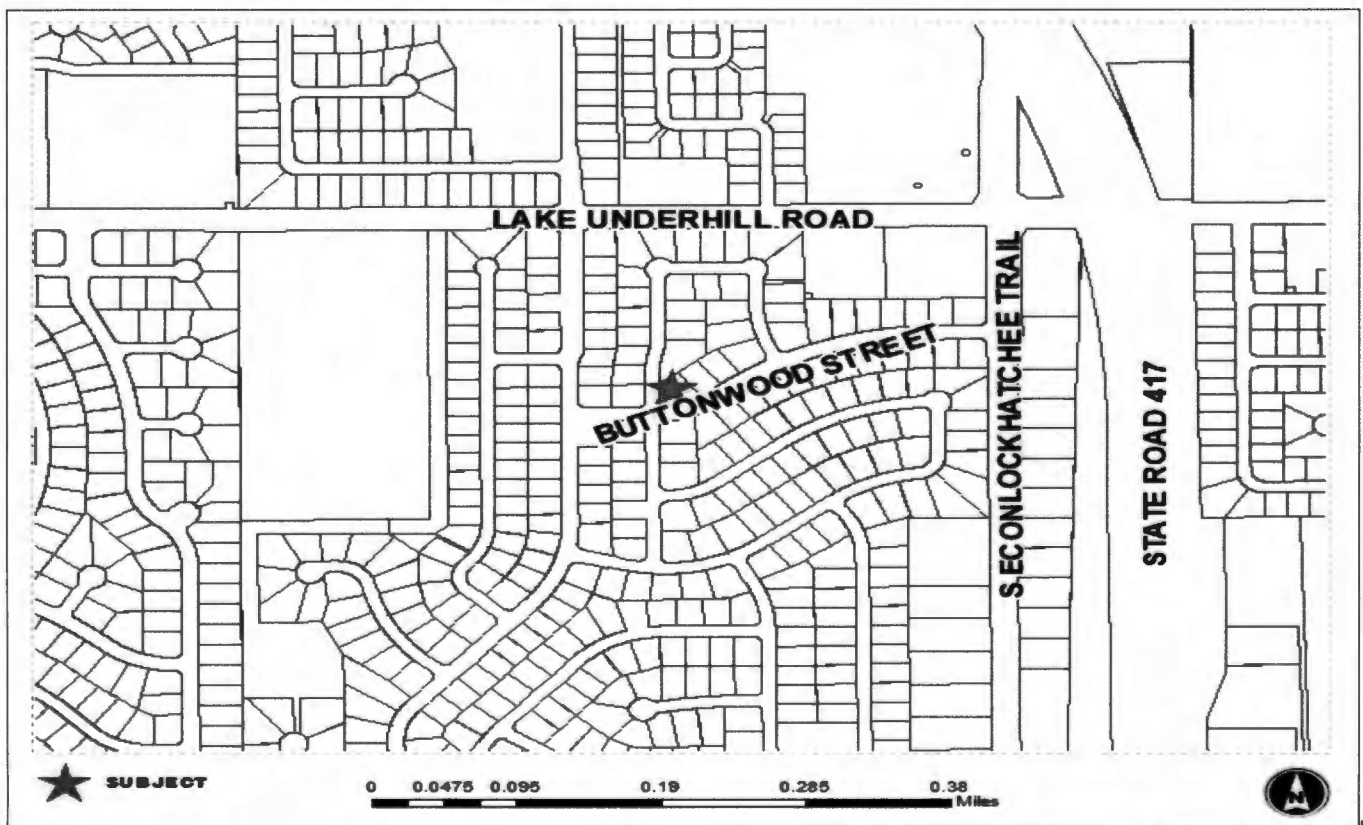 LAKE UNDERHILL ROAD
BUTTONWOOD STREET
S ECONLOCKHATCHEE TRAIL
STATE ROAD 417
SUBJECT
0 0.0475 0.095 0.19 0.285 0.38
Miles
N